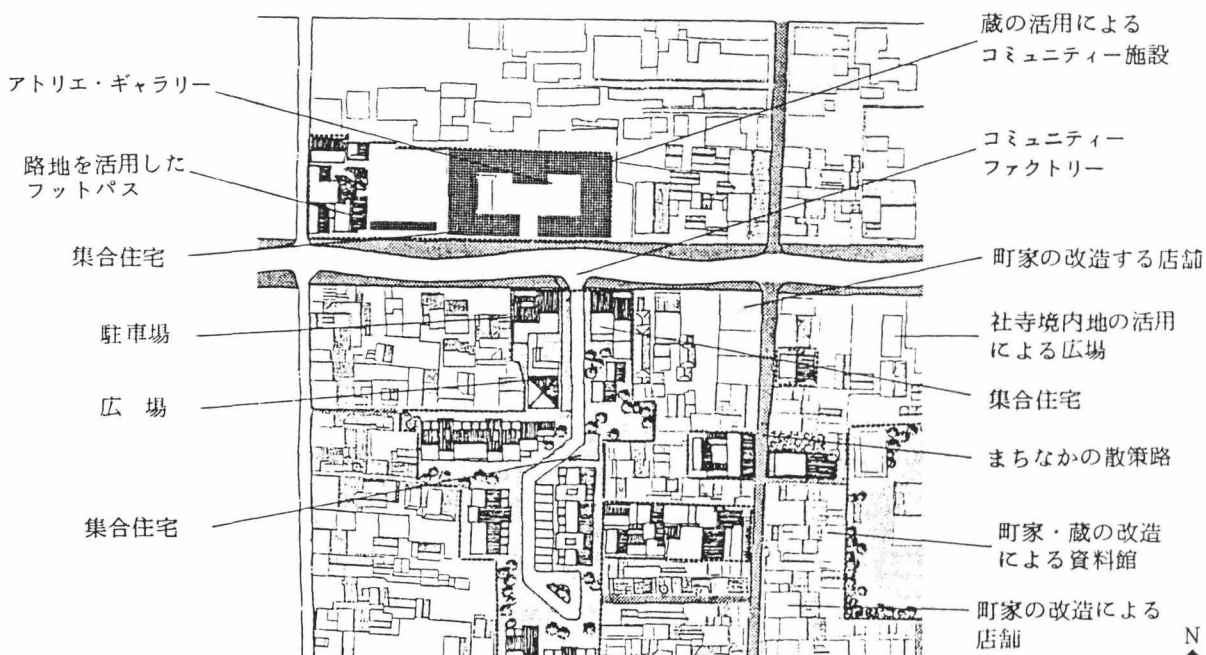 アトリエ・ギャラリー
路地を活用した
フットパス
集合住宅
駐車場
広　場
集合住宅
蔵の活用による
コミュニティー施設
コミュニティー
ファクトリー
町家の改造する店舗
社寺境内地の活用
による広場
集合住宅
まちなかの散策路
町家・蔵の改造
による資料館
町家の改造による
店舗
N